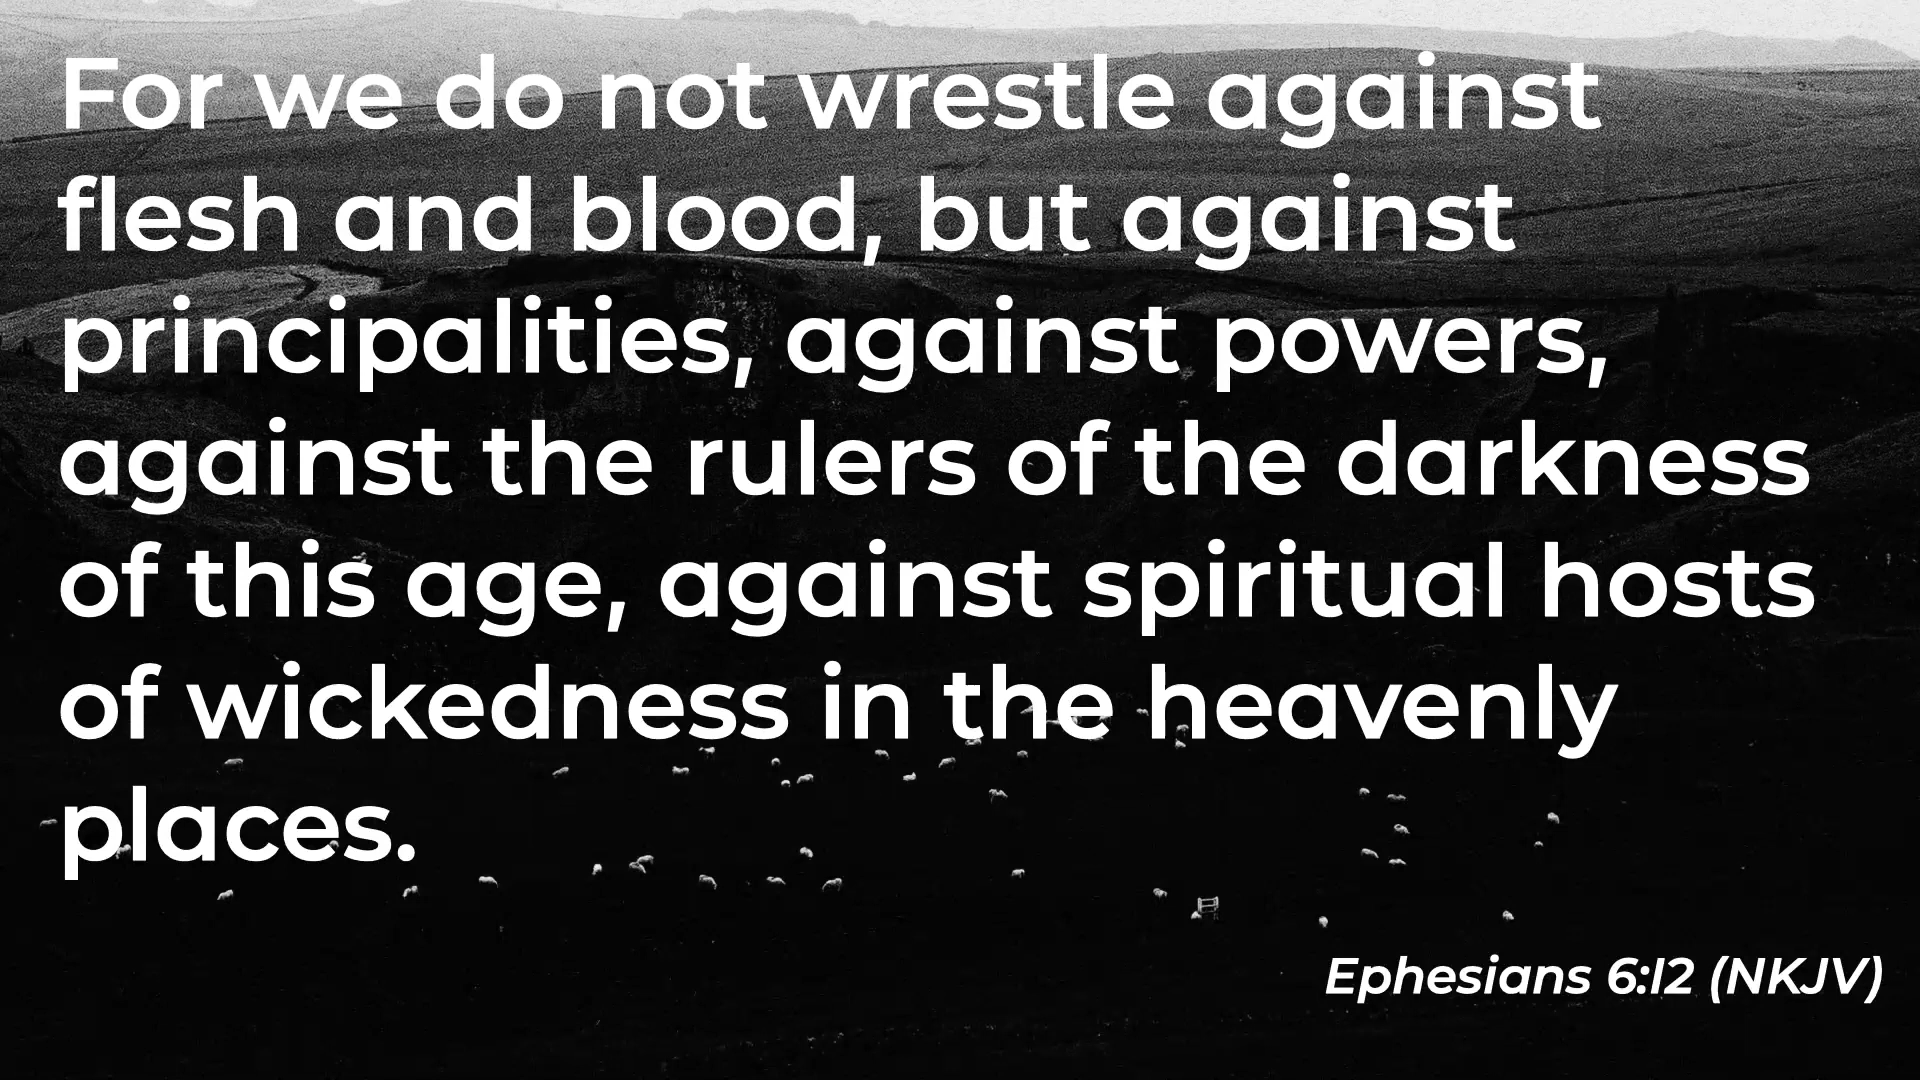 For we do not wrestle against
flesh and blood, but against
principalities, against powers,
against the rulers of the darkness
of this age, against spiritual hosts
of wickedness in the heavenly
places.
Ephesians 6:12 (NKJV)